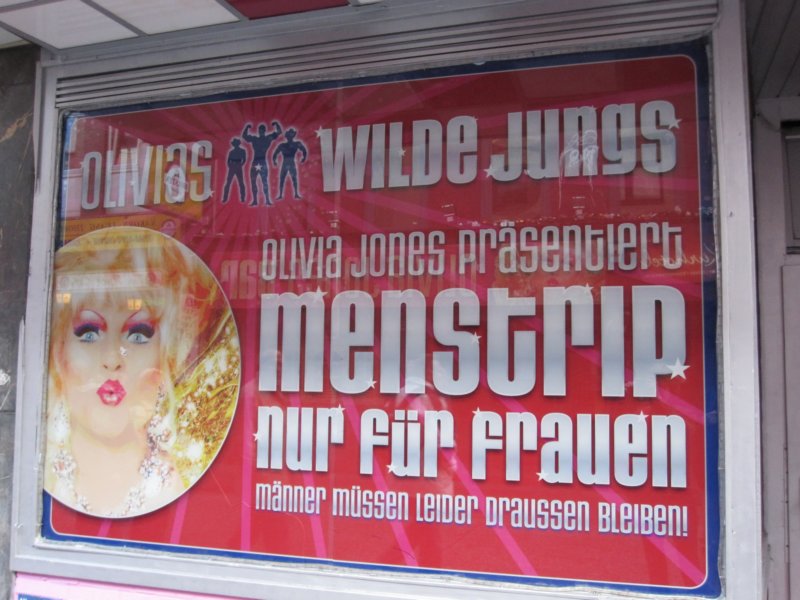 OLIVIAS WILDE JUNGS
OLIVIA JONES PRÄSENTIERT
MENSTRIP
NUR FÜR FRAUEN
MÄNNER MÜSSEN LEIDER DRAUSSEN BLEIBEN!